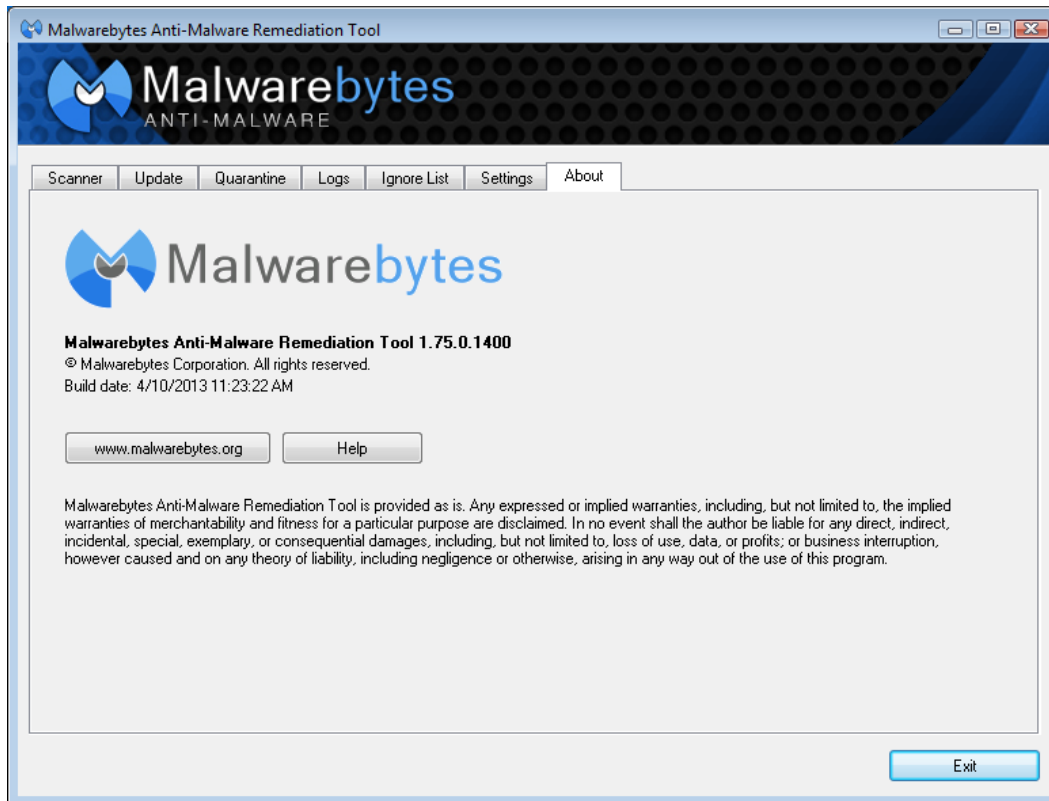 Malwarebytes Anti-Malware Remediation Tool
Malwarebytes
ANTI-MALWARE
Scanner Update Quarantine Logs Ignore List Settings About
Malwarebytes
Malwarebytes Anti-Malware Remediation Tool 1.75.0.1400
© Malwarebytes Corporation. All rights reserved.
Build date: 4/10/2013 11:23:22 AM
www.malwarebytes.org Help
Malwarebytes Anti-Malware Remediation Tool is provided as is. Any expressed or implied warranties, including, but not limited to, the implied
warranties of merchantability and fitness for a particular purpose are disclaimed. In no event shall the author be liable for any direct, indirect,
incidental, special, exemplary, or consequential damages, including, but not limited to, loss of use, data, or profits; or business interruption,
however caused and on any theory of liability, including negligence or otherwise, arising in any way out of the use of this program.
Exit